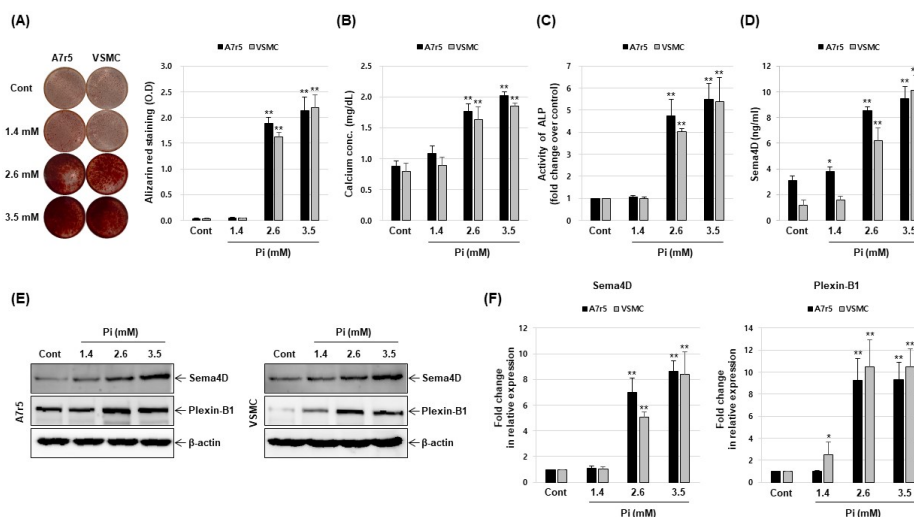 (A)
A7r5 VSMC
Cont
1.4 mM
2.6 mM
3.5 mM
Alizarin red staining (O.D)
A7r5 VSMC
2.5
2.0
1.5
1.0
0.5
0.0
** ** ** **
Cont 1.4 2.6 3.5
Pi (mM)
(B)
Calcium conc. (mg/dL)
A7r5 VSMC
2.5
2.0
1.5
1.0
0.5
0.0
** ** ** **
Cont 1.4 2.6 3.5
Pi (mM)
(C)
Activity of ALP
(fold change over control)
A7r5 VSMC
7
6
5
4
3
2
1
0
** ** ** **
Cont 1.4 2.6 3.5
Pi (mM)
(D)
Sema4D (ng/ml)
A7r5 VSMC
12
10
8
6
4
2
0
* ** ** ** **
Cont 1.4 2.6 3.5
Pi (mM)
(E)
Pi (mM)
Cont 1.4 2.6 3.5
A7r5
Sema4D
Plexin-B1
β-actin
Pi (mM)
Cont 1.4 2.6 3.5
VSMC
Sema4D
Plexin-B1
β-actin
(F)
Sema4D
A7r5 VSMC
Fold change
in relative expression
12
10
8
6
4
2
0
** ** ** **
Cont 1.4 2.6 3.5
Pi (mM)
Plexin-B1
A7r5 VSMC
Fold change
in relative expression
14
12
10
8
6
4
2
0
* ** ** ** **
Cont 1.4 2.6 3.5
Pi (mM)